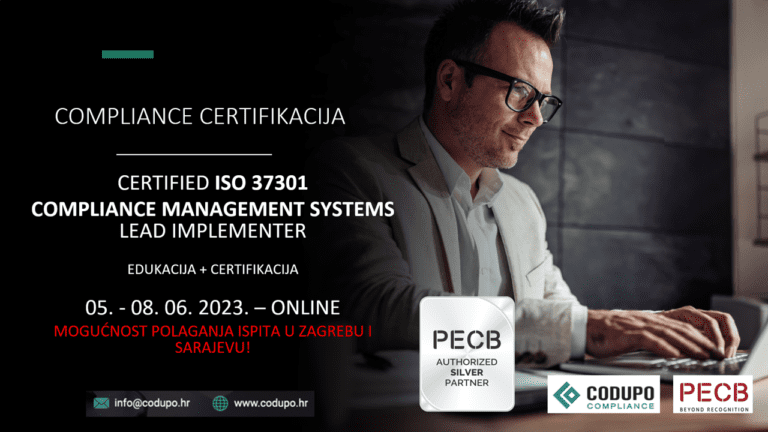 COMPLIANCE CERTIFIKACIJA
CERTIFIED ISO 37301
COMPLIANCE MANAGEMENT SYSTEMS
LEAD IMPLEMENTER
EDUKACIJA + CERTIFIKACIJA
05. - 08. 06. 2023. – ONLINE
MOGUĆNOST POLAGANJA ISPITA U ZAGREBU I
SARAJEVU!
info@codupo.hr www.codupo.hr
PECB
AUTHORIZED
SILVER
PARTNER
CODUPO
COMPLIANCE
PECB
BEYOND RECOGNITION